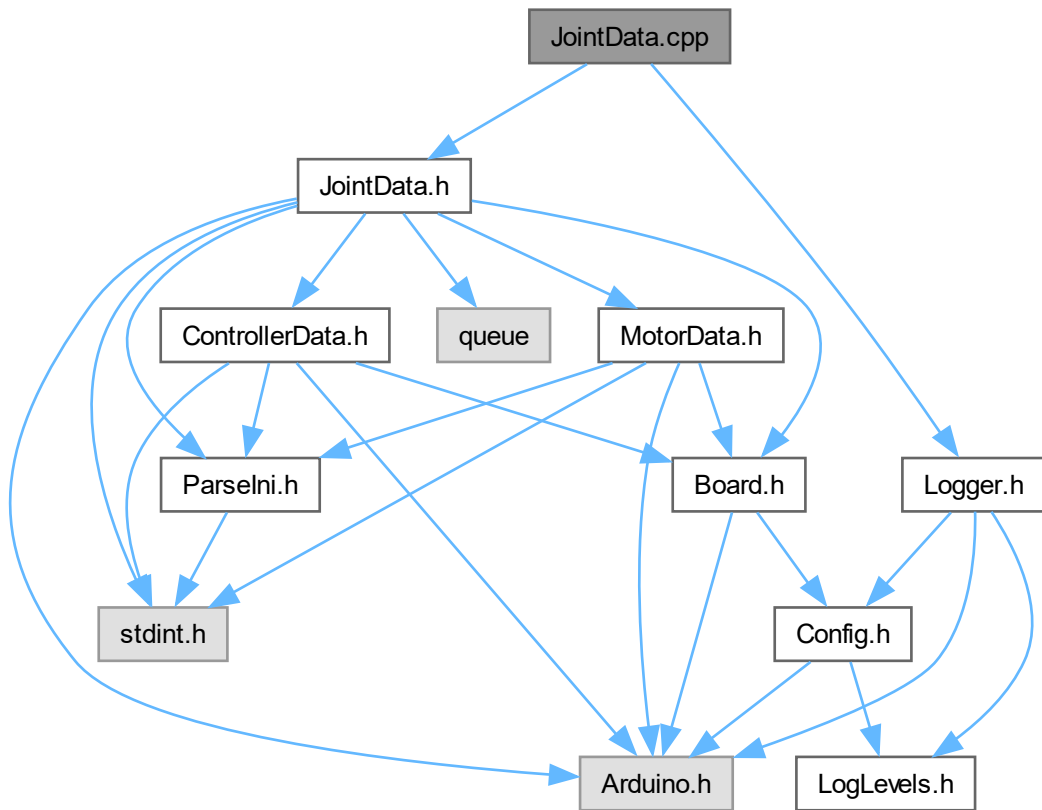 JointData.cpp
JointData.h
ControllerData.h
queue
MotorData.h
ParseIni.h
Board.h
Logger.h
stdint.h
Config.h
Arduino.h
LogLevels.h